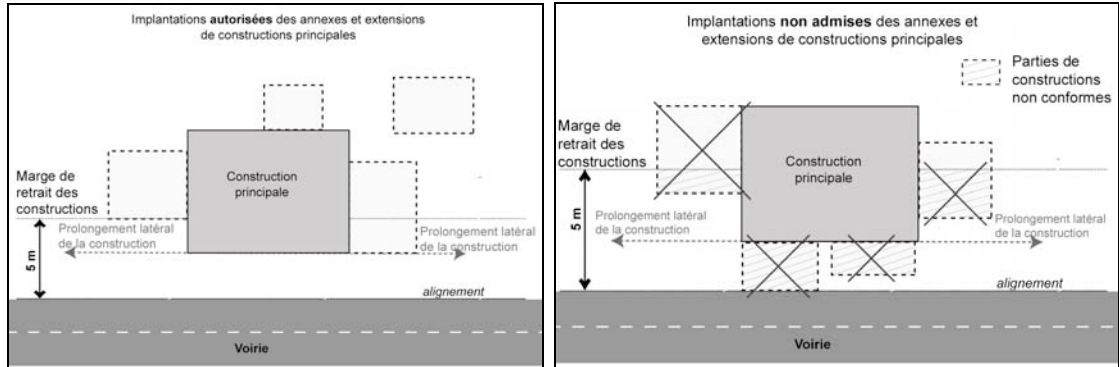 Implantations autorisées des annexes et extensions
de constructions principales
Marge de
retrait des
constructions
Construction
principale
Prolongement latéral
de la construction
Prolongement latéral
de la construction
5 m
alignement
Voirie
Implantations non admises des annexes et
extensions de constructions principales
Parties de
constructions
non conformes
Marge de
retrait des
constructions
Construction
principale
5 m
Prolongement latéral
de la construction
Prolongement latéral
de la construction
alignement
Voirie